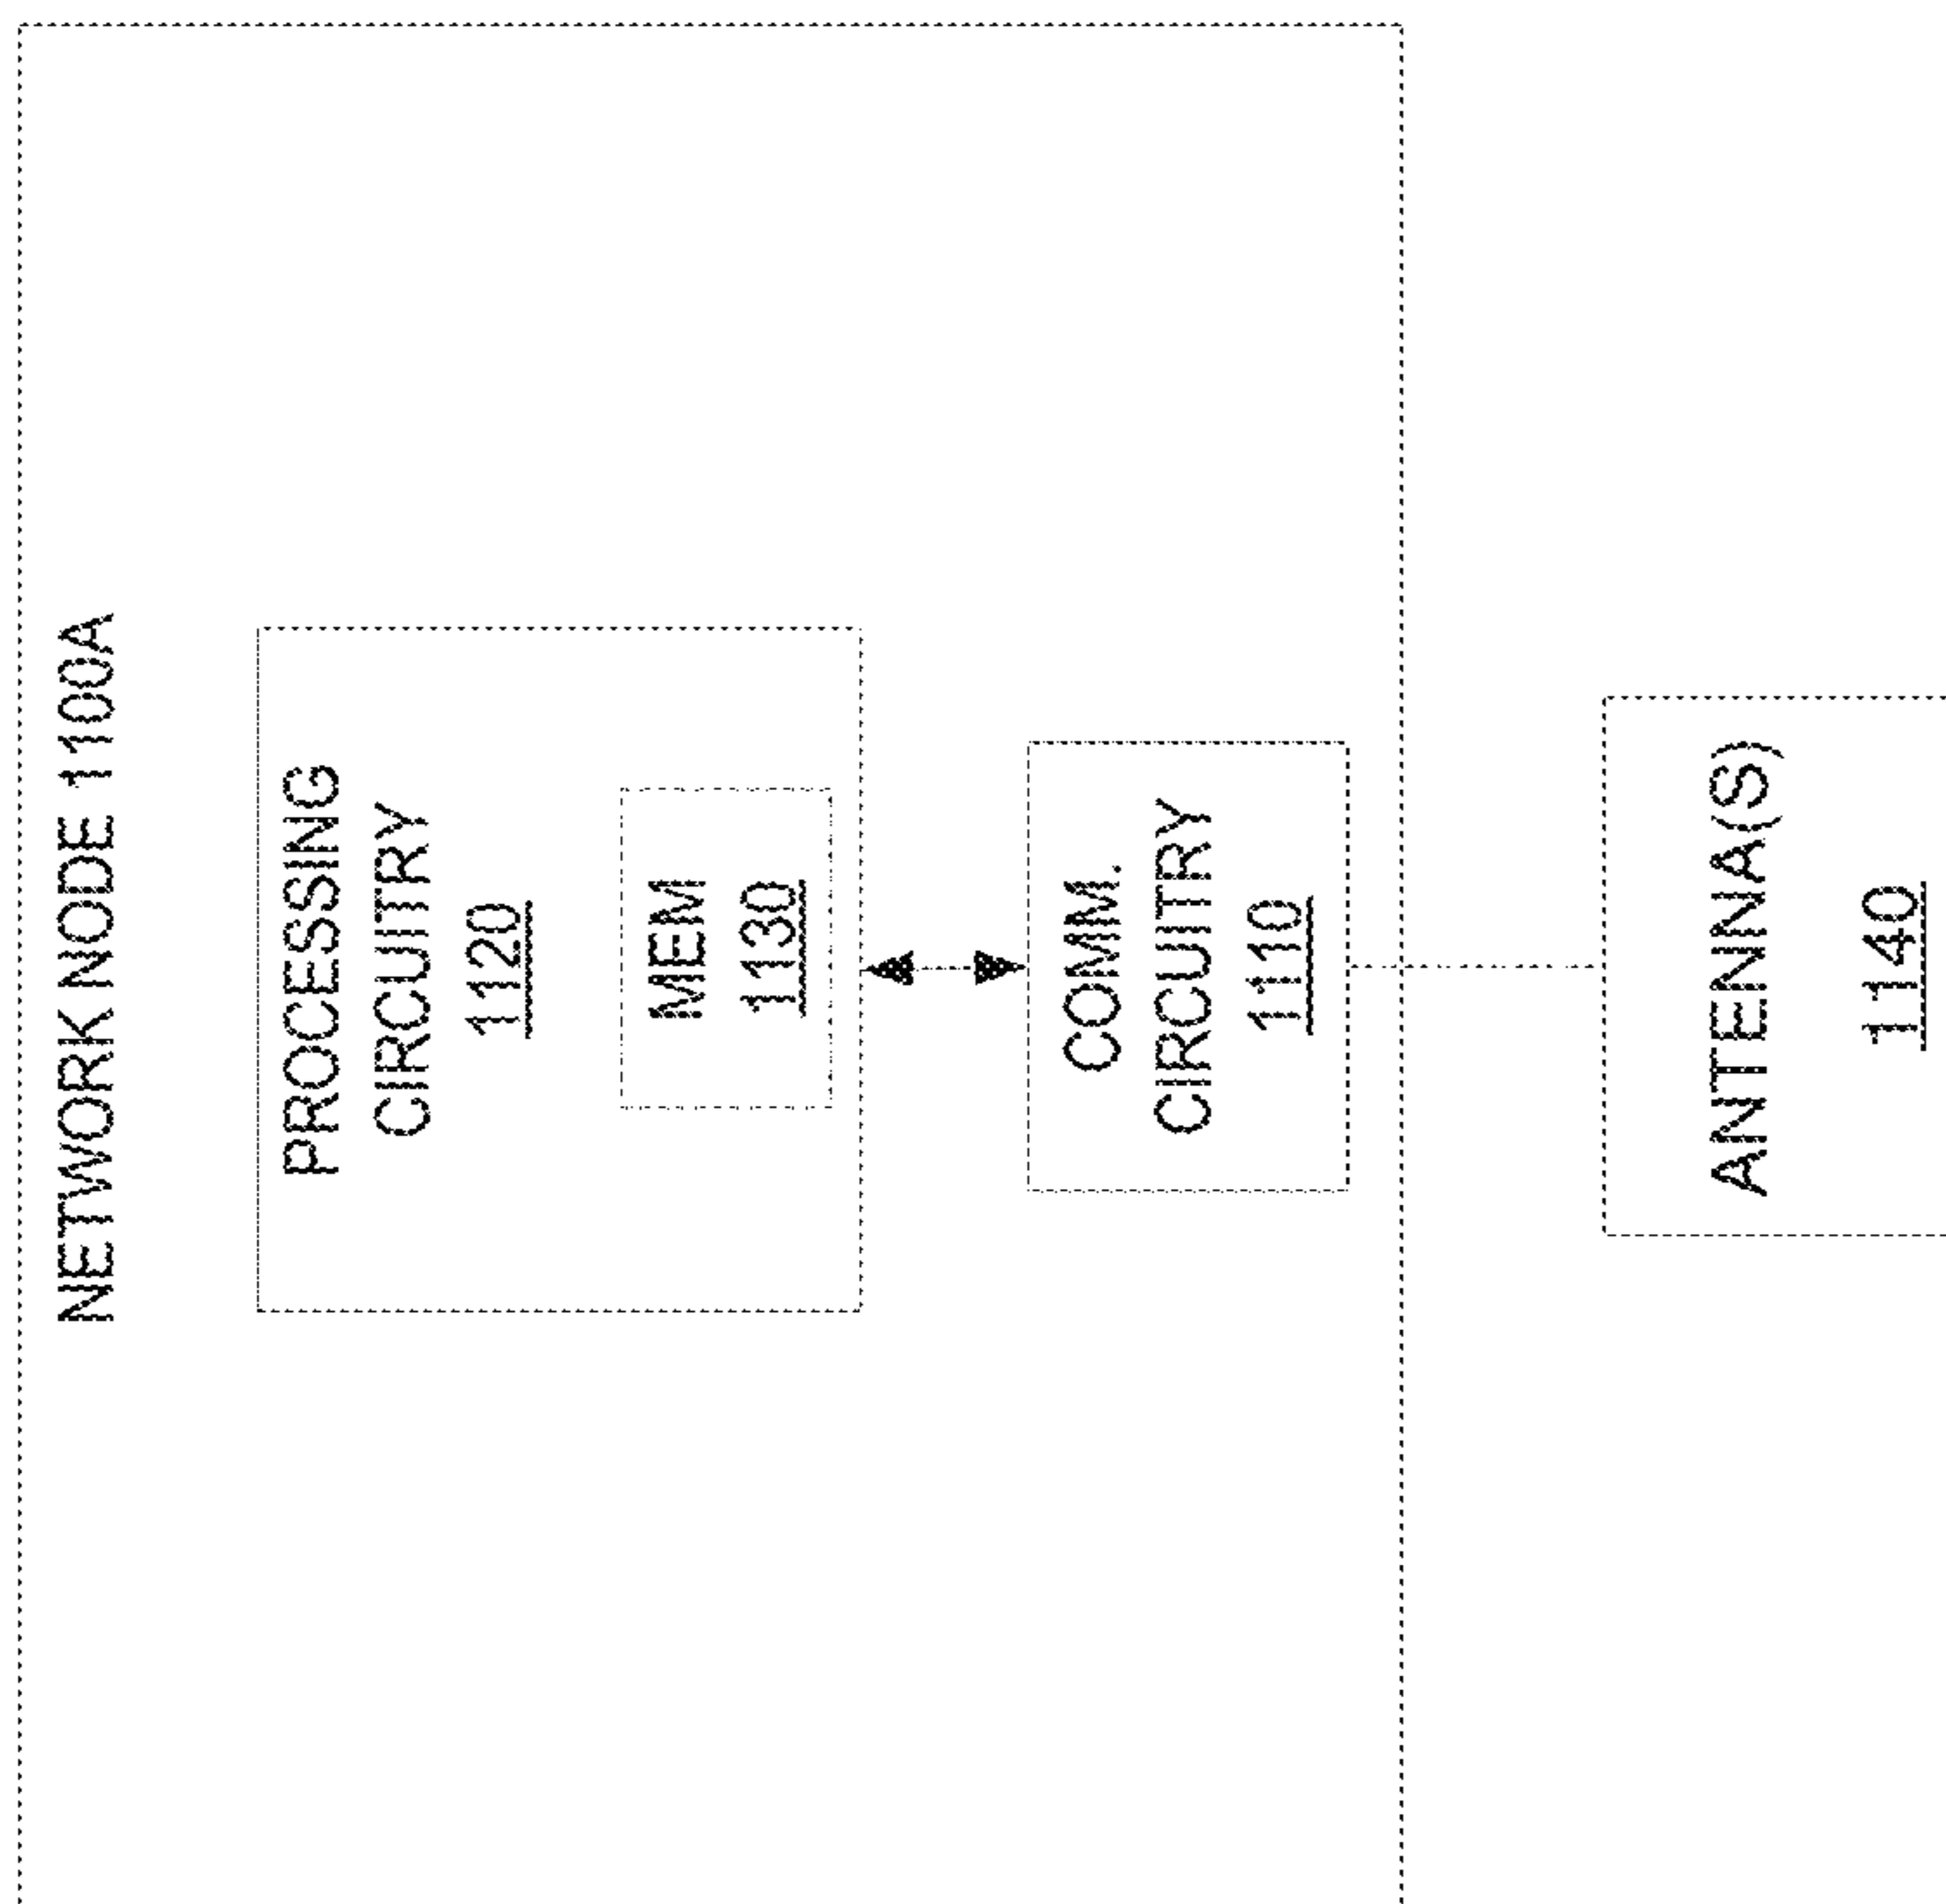 NETWORK NODE 1100A
PROCESSING
CIRCUITRY
1120
MEM
1130
COMM.
CIRCUITRY
1110
ANTENNA(S)
1140